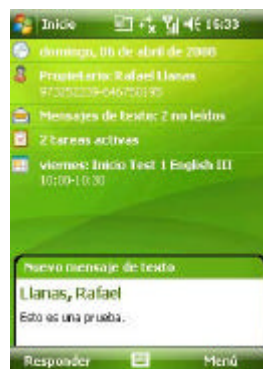 Inicio 16:33
domingo, 06 de abril de 2008
Propietario: Rafael Llanas
Mensajes de texto: 2 no leídos
2 tareas activas
viernes: Inicio Test 1 English III
10:00-10:30
Nuevo mensaje de texto
Llanas, Rafael
Esto es una prueba.
Responder Menú